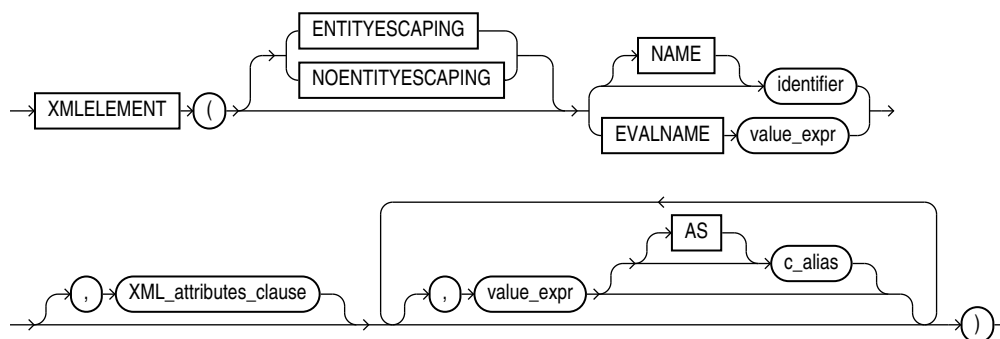 ENTITYESCAPING
NOENTITYESCAPING
NAME
identifier
XMLELEMENT (
EVALNAME value_expr
AS
, XML_attributes_clause , value_expr c_alias
)